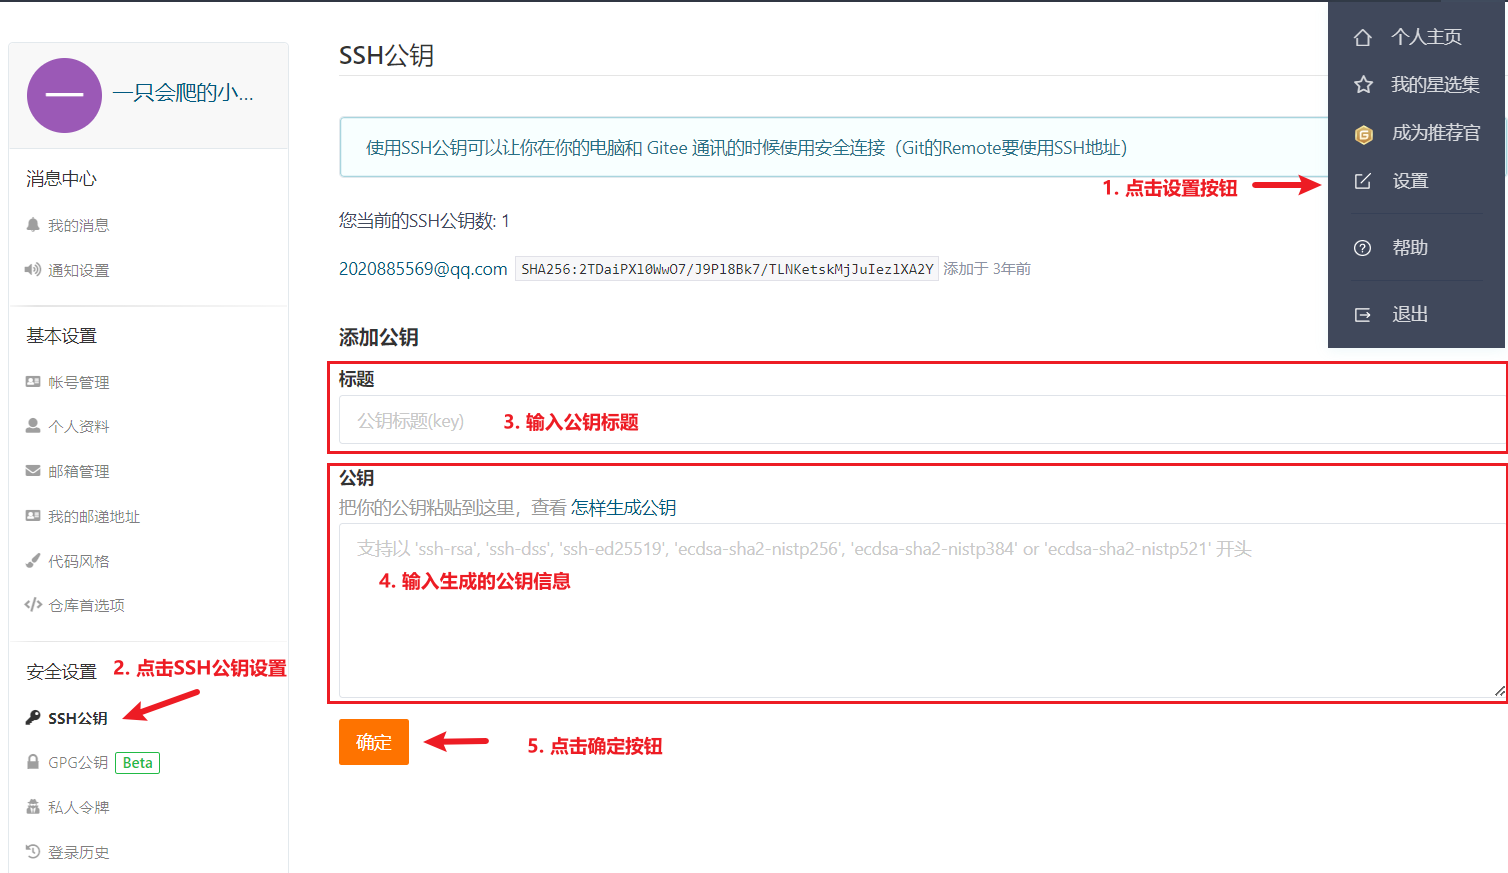 SSH公钥
一只会爬的小...
消息中心
我的消息
通知设置
基本设置
帐号管理
个人资料
邮箱管理
我的邮递地址
代码风格
仓库首选项
安全设置
2. 点击SSH公钥设置
SSH公钥
GPG公钥 Beta
私人令牌
登录历史
使用SSH公钥可以让你在你的电脑和 Gitee 通讯的时候使用安全连接（Git的Remote要使用SSH地址）
1. 点击设置按钮
您当前的SSH公钥数: 1
2020885569@qq.com SHA256:2TDaiPXl0WwO7/J9Pl8Bk7/TLNKetskMjJuIezlXA2Y 添加于 3年前
添加公钥
标题
公钥标题(key)
3. 输入公钥标题
公钥
把你的公钥粘贴到这里，查看 怎样生成公钥
支持以 'ssh-rsa', 'ssh-dss', 'ssh-ed25519', 'ecdsa-sha2-nistp256', 'ecdsa-sha2-nistp384' or 'ecdsa-sha2-nistp521' 开头
4. 输入生成的公钥信息
确定
5. 点击确定按钮
个人主页
我的星选集
成为推荐官
设置
帮助
退出